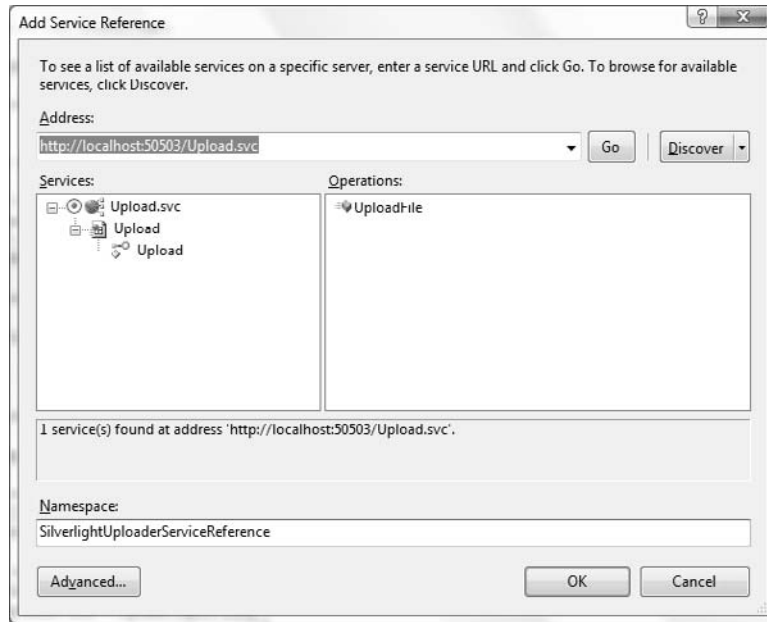 Add Service Reference
To see a list of available services on a specific server, enter a service URL and click Go. To browse for available
services, click Discover.
Address:
http://localhost:50503/Upload.svc
Go
Discover
Services:
Operations:
Upload.svc
Upload
Upload
UploadFile
1 service(s) found at address 'http://localhost:50503/Upload.svc'.
Namespace:
SilverlightUploaderServiceReference
Advanced...
OK
Cancel